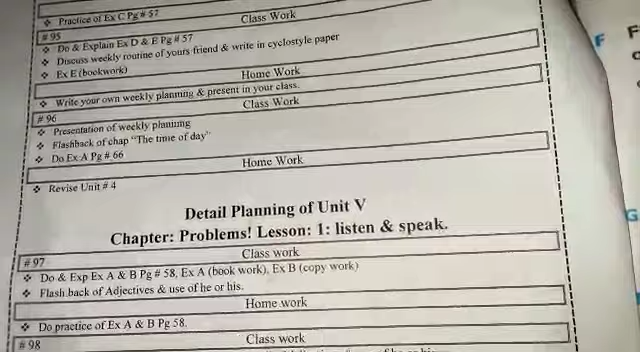 ❖ Practice of Ex C Pg # 57
Class Work
# 95
❖ Do & Explain Ex D & E Pg # 57
❖ Discuss weekly routine of yours friend & write in cyclostyle paper
❖ Ex E (bookwork)
Home Work
❖ Write your own weekly planning & present in your class.
Class Work
# 96
❖ Presentation of weekly planning
❖ Flashback of chap "The time of day"
❖ Do Ex A Pg # 66
Home Work
❖ Revise Unit # 4
Detail Planning of Unit V
Chapter: Problems! Lesson: 1: listen & speak.
Class work
# 97
❖ Do & Exp Ex A & B Pg # 58, Ex A (book work), Ex B (copy work)
❖ Flash back of Adjectives & use of he or his.
Home work
❖ Do practice of Ex A & B Pg 58.
Class work
# 98
F
G